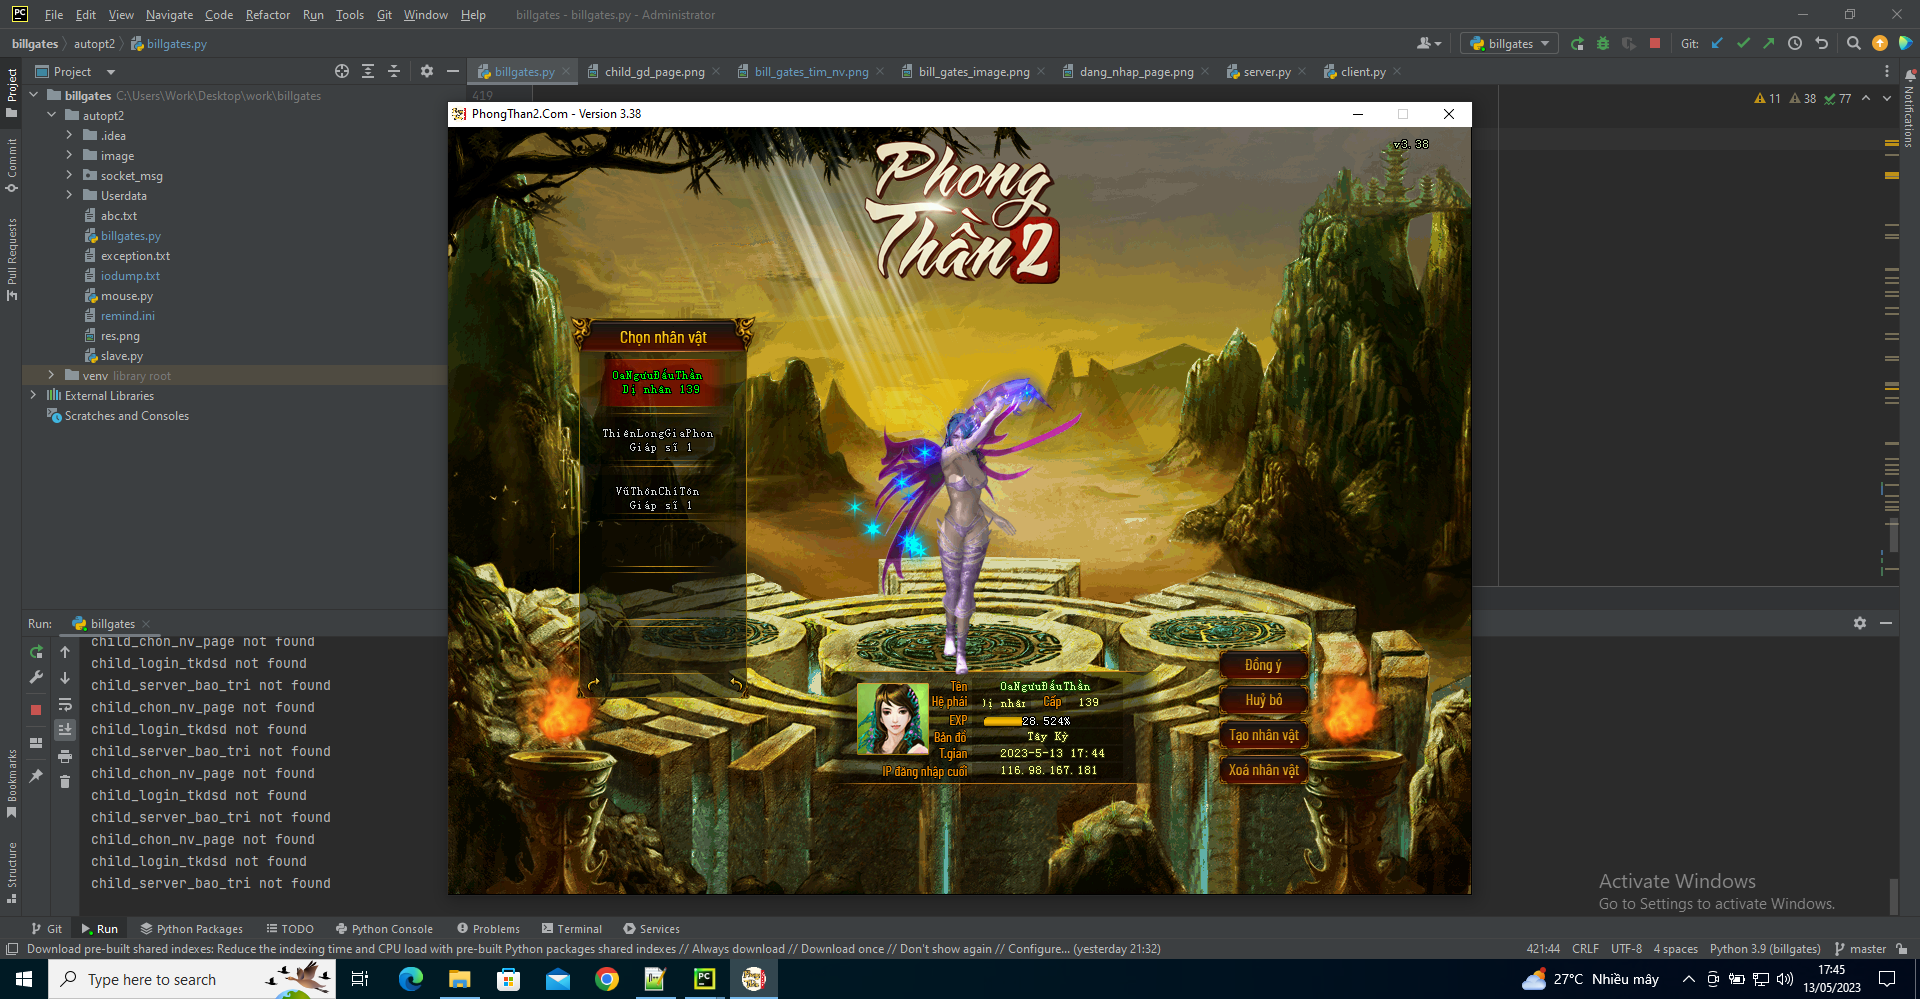 File Edit View Navigate Code Refactor Run Tools Git Window Help billgates - billgates.py - Administrator
billgates autopt2 billgates.py
billgates Git:
Project
billgates.py child_gd_page.png bill_gates_tim_nv.png bill_gates_image.png dang_nhap_page.png server.py client.py
billgates C:\Users\Work\Desktop\work\billgates
autopt2
.idea
image
socket_msg
Userdata
abc.txt
billgates.py
exception.txt
iodump.txt
mouse.py
remind.ini
res.png
slave.py
venv library root
External Libraries
Scratches and Consoles
Project
Commit
Pull Requests
Bookmarks
Structure
Notifications
419
11 38 77
PhongThan2.Com - Version 3.38
v3.38
Phong
Thần 2
Chọn nhân vật
OaNgưuĐấuThần
Dị nhân 139
ThiênLongGiaPhon
Giáp sĩ 1
VũThônChíTôn
Giáp sĩ 1
Tên OaNgưuĐấuThần
Hệ phái Dị nhân Cấp 139
EXP 28.524%
Bản đồ Tây Kỳ
T.gian 2023-5-13 17:44
IP đăng nhập cuối 116.98.167.181
Đồng ý
Huỷ bỏ
Tạo nhân vật
Xoá nhân vật
Run: billgates
child_chon_nv_page not found
child_login_tkdsd not found
child_server_bao_tri not found
child_chon_nv_page not found
child_login_tkdsd not found
child_server_bao_tri not found
child_chon_nv_page not found
child_login_tkdsd not found
child_server_bao_tri not found
child_chon_nv_page not found
child_login_tkdsd not found
child_server_bao_tri not found
Activate Windows
Go to Settings to activate Windows.
Git Run Python Packages TODO Python Console Problems Terminal Services
Download pre-built shared indexes: Reduce the indexing time and CPU load with pre-built Python packages shared indexes // Always download // Download once // Don't show again // Configure... (yesterday 21:32)
421:44 CRLF UTF-8 4 spaces Python 3.9 (billgates) master
Type here to search
27°C Nhiều mây
17:45
13/05/2023